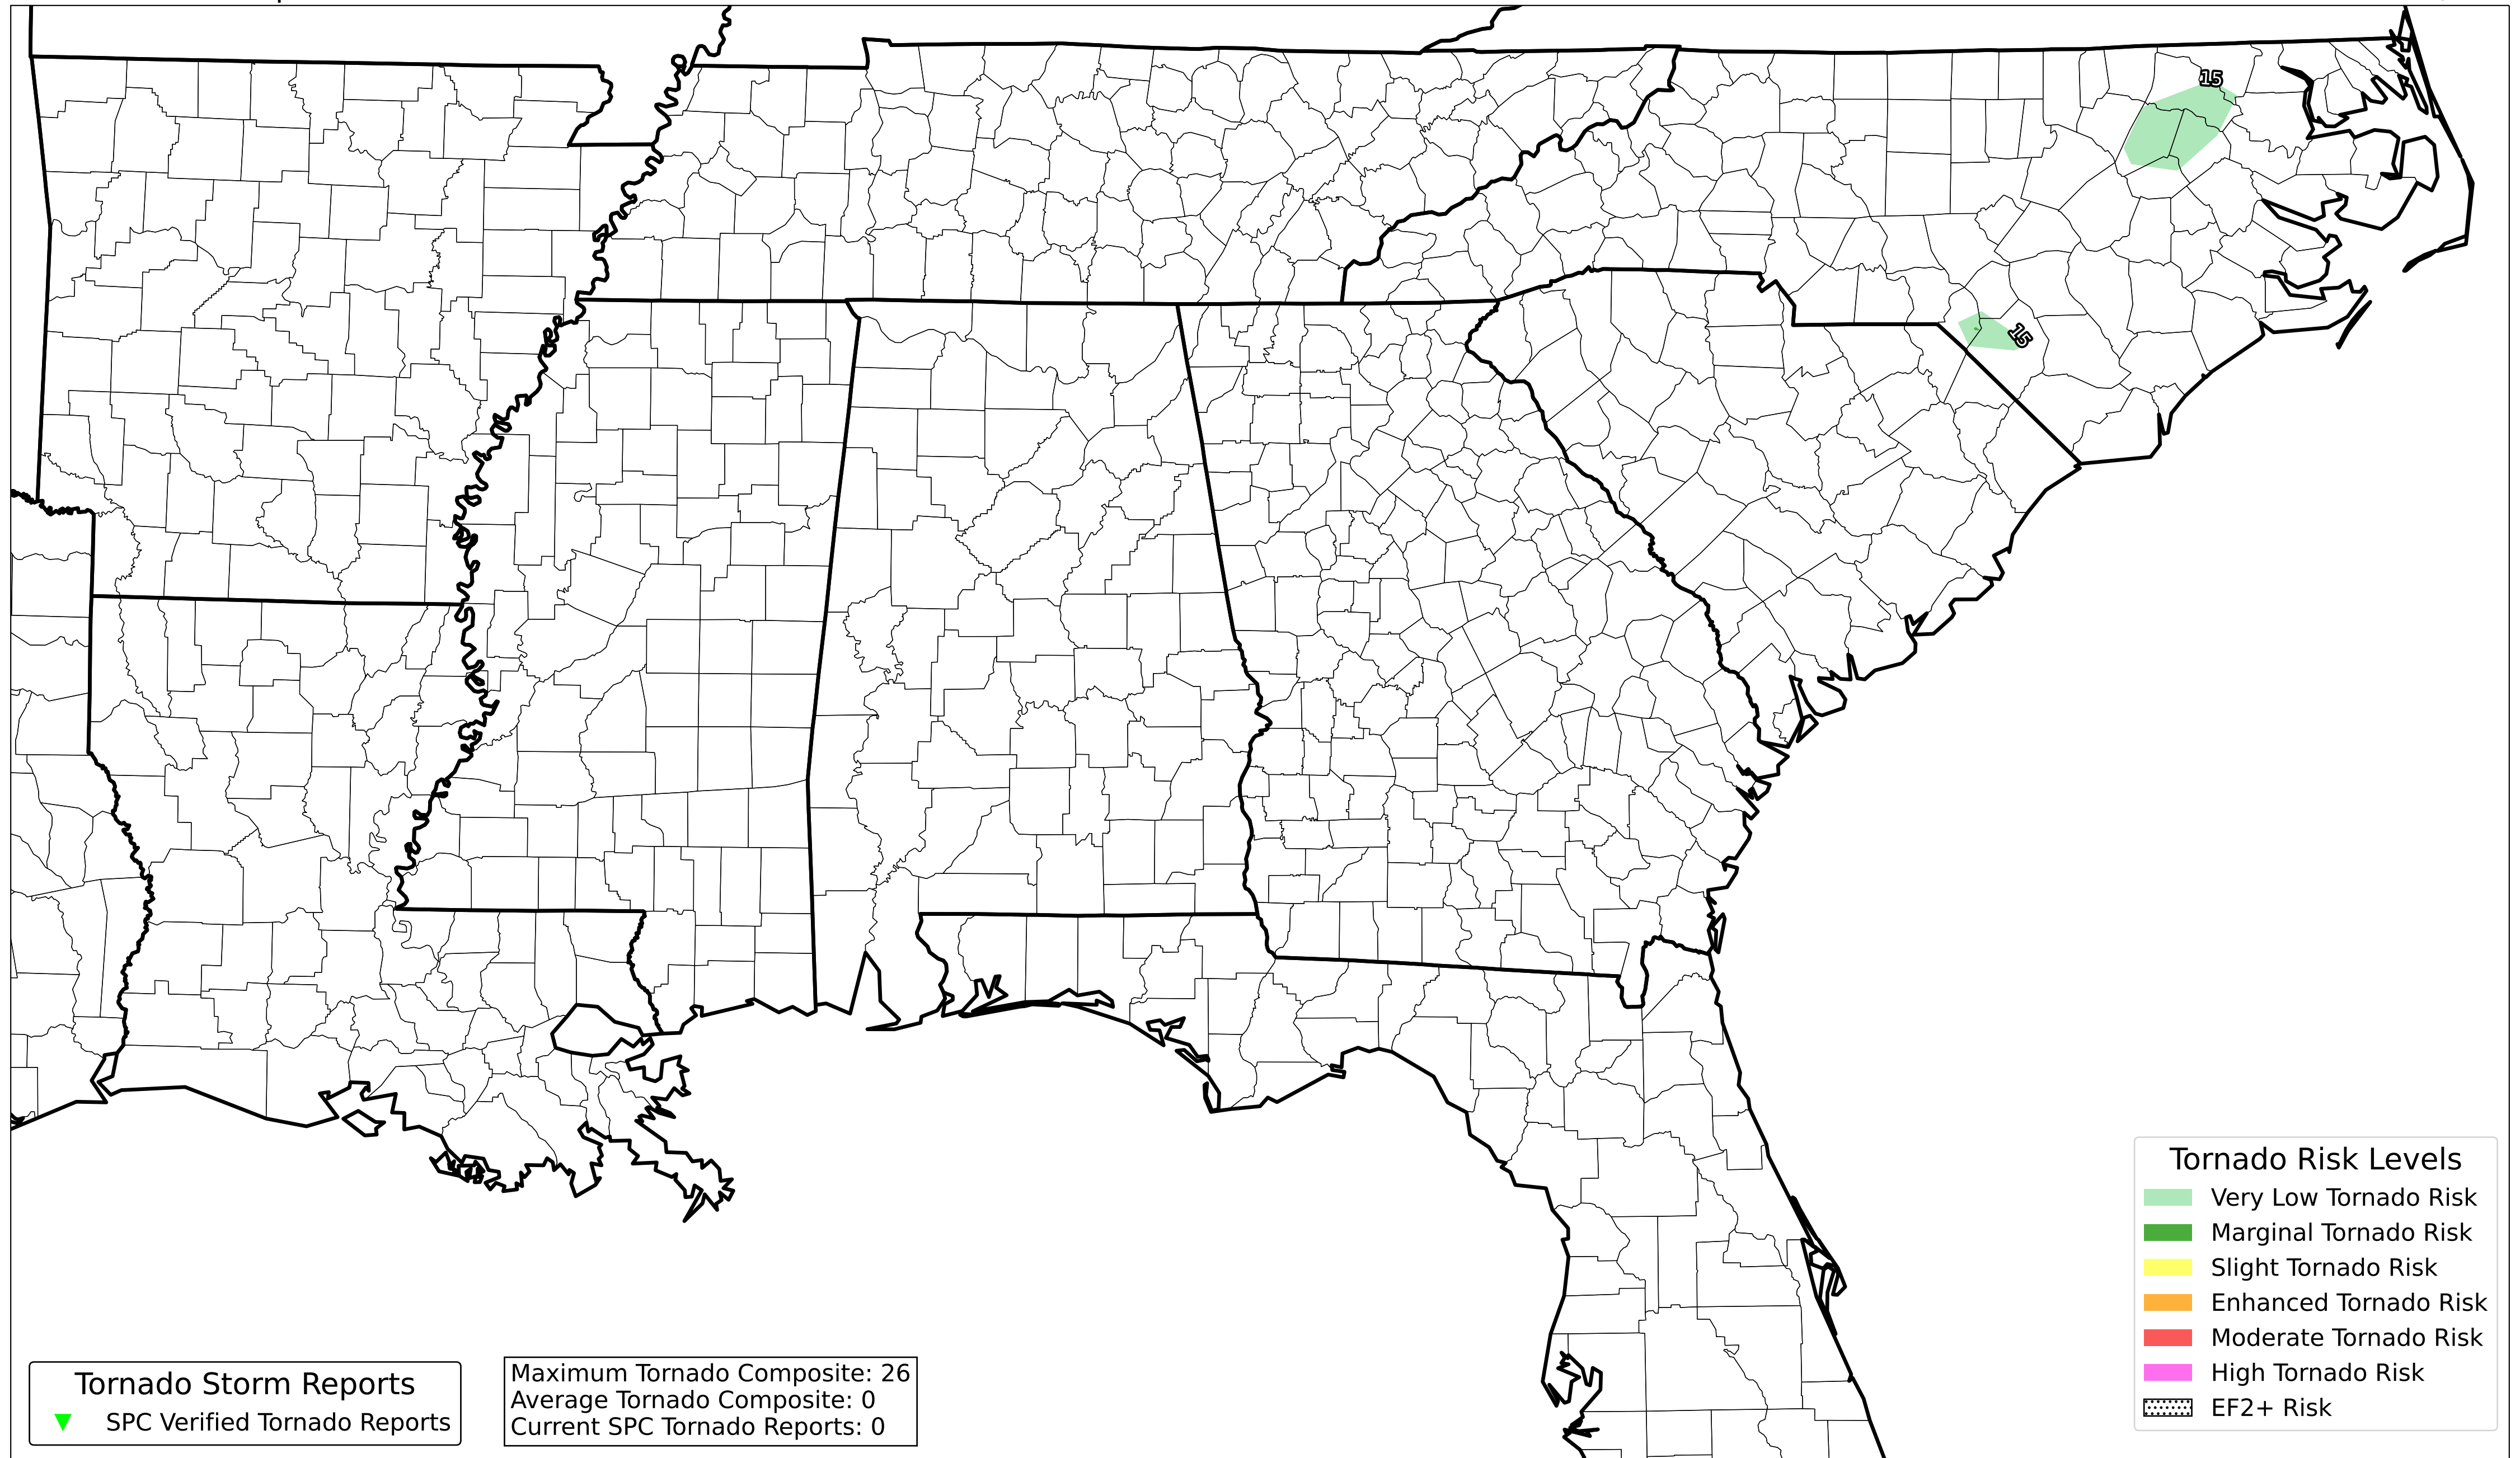 15
15
Tornado Risk Levels
Very Low Tornado Risk
Marginal Tornado Risk
Slight Tornado Risk
Enhanced Tornado Risk
Moderate Tornado Risk
High Tornado Risk
EF2+ Risk
Tornado Storm Reports
SPC Verified Tornado Reports
Maximum Tornado Composite: 26
Average Tornado Composite: 0
Current SPC Tornado Reports: 0